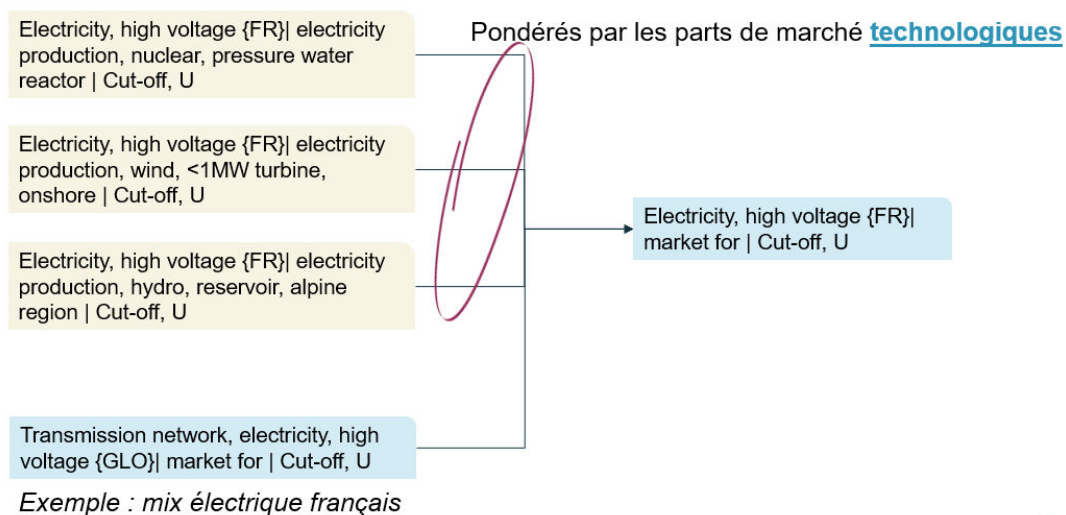 Electricity, high voltage {FR}| electricity
production, nuclear, pressure water
reactor | Cut-off, U
Pondérés par les parts de marché technologiques
Electricity, high voltage {FR}| electricity
production, wind, <1MW turbine,
onshore | Cut-off, U
Electricity, high voltage {FR}|
market for | Cut-off, U
Electricity, high voltage {FR}| electricity
production, hydro, reservoir, alpine
region | Cut-off, U
Transmission network, electricity, high
voltage {GLO}| market for | Cut-off, U
Exemple : mix électrique français